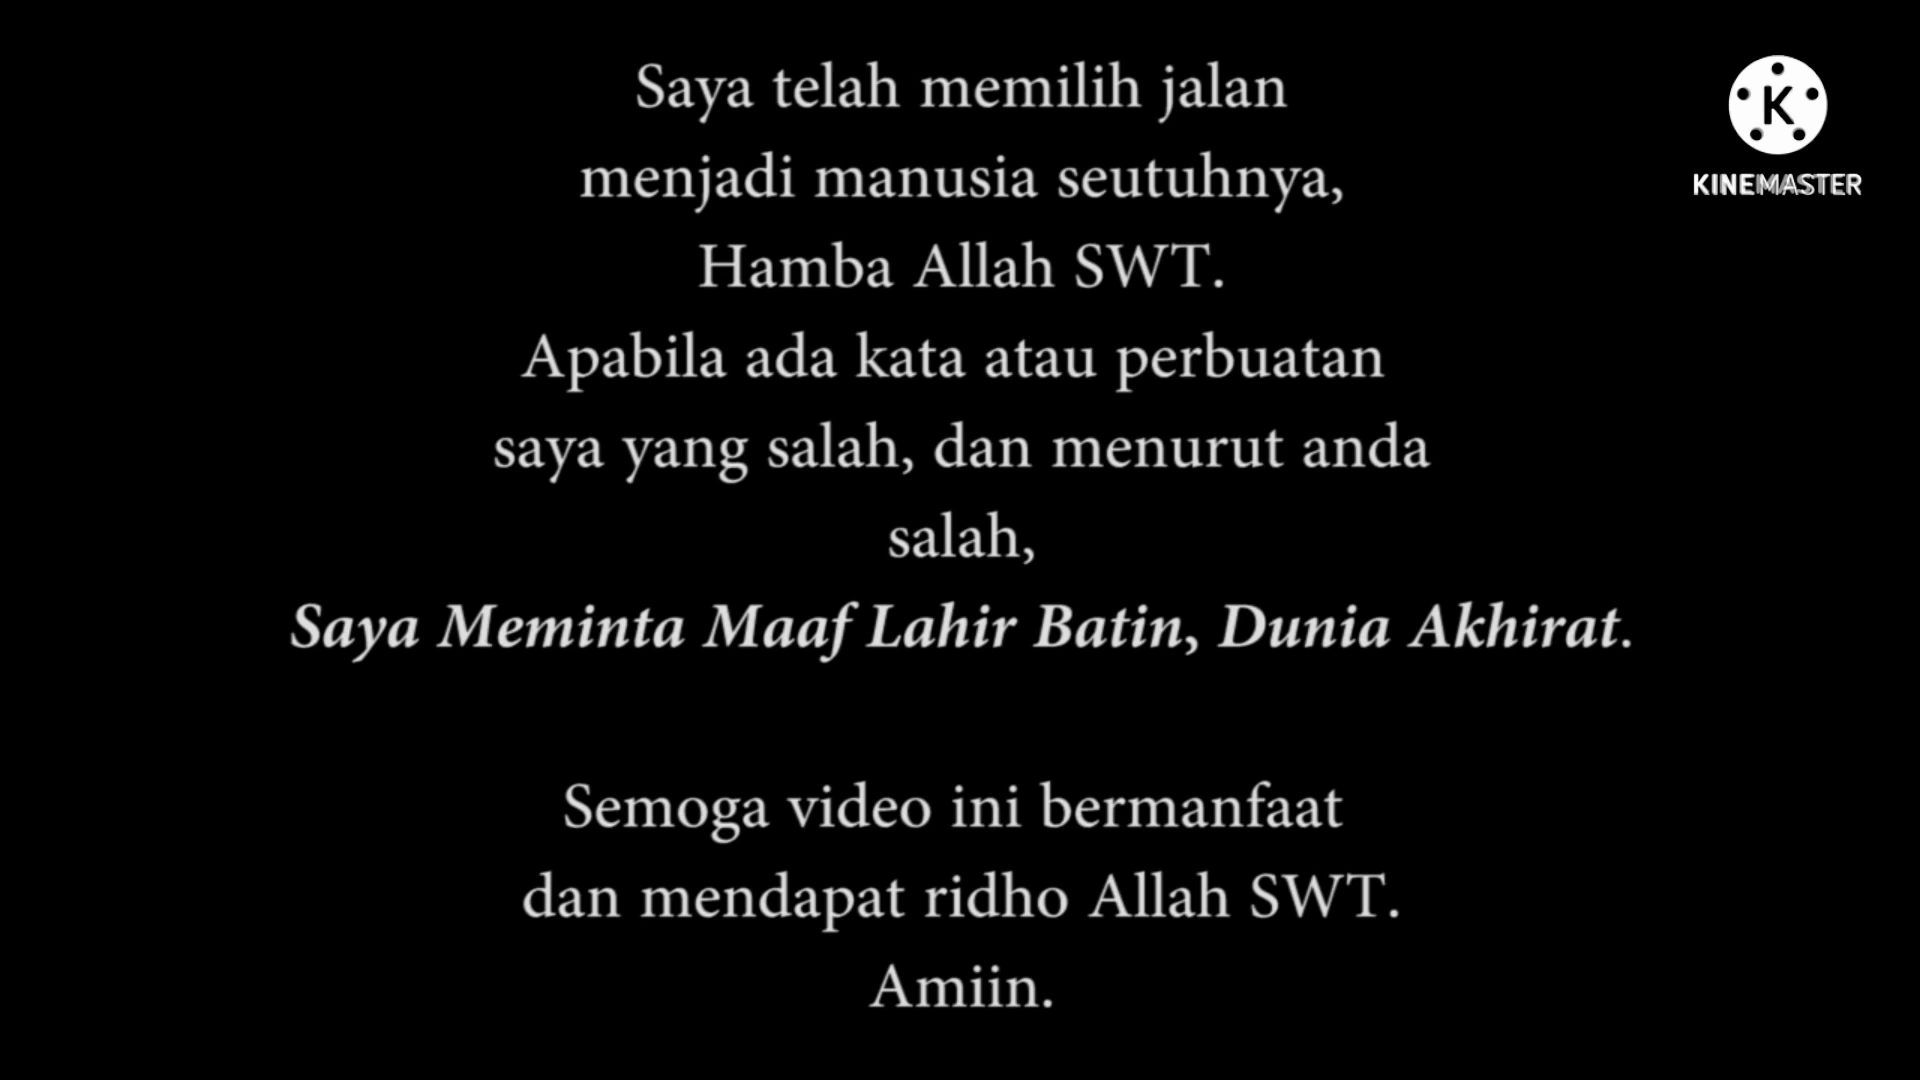 Saya telah memilih jalan
menjadi manusia seutuhnya,
Hamba Allah SWT.
Apabila ada kata atau perbuatan
saya yang salah, dan menurut anda
salah,
Saya Meminta Maaf Lahir Batin, Dunia Akhirat.
Semoga video ini bermanfaat
dan mendapat ridho Allah SWT.
Amiin.
K
KINEMASTER